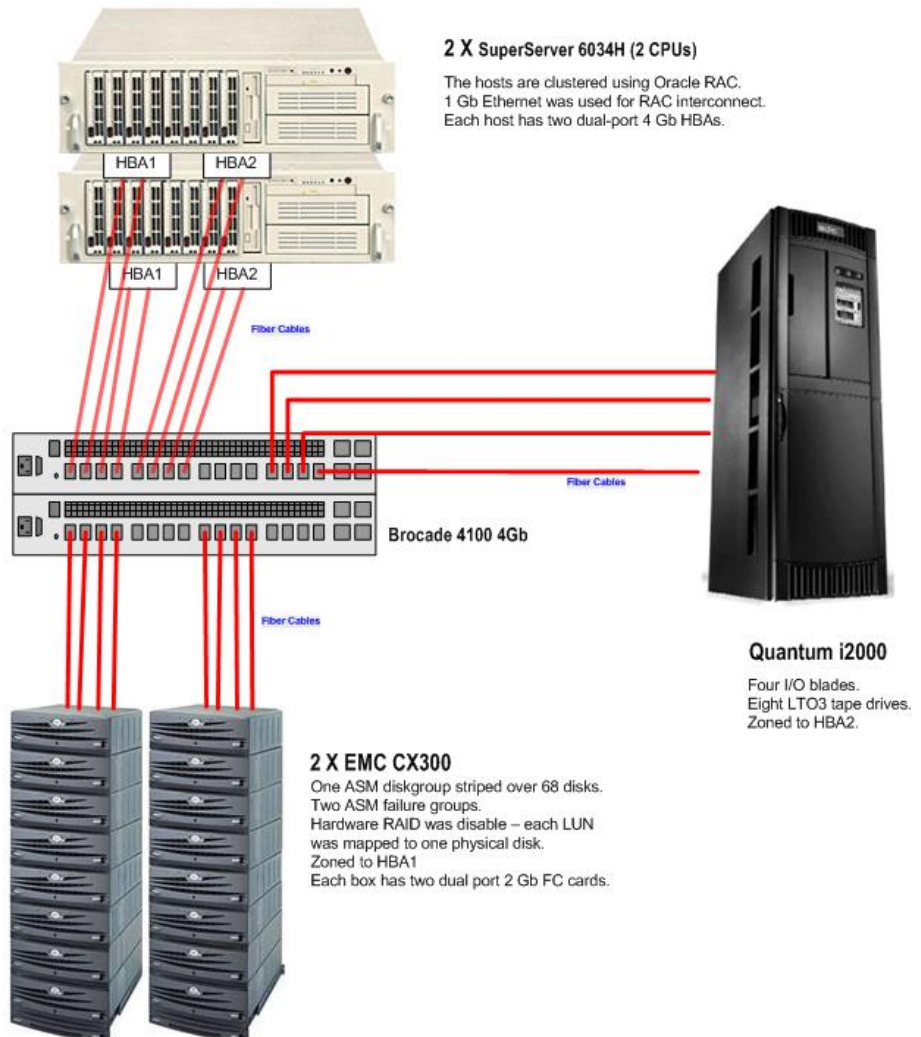 2 X SuperServer 6034H (2 CPUs)
The hosts are clustered using Oracle RAC.
1 Gb Ethernet was used for RAC interconnect.
Each host has two dual-port 4 Gb HBAs.
HBA1
HBA2
HBA1
HBA2
Fiber Cables
Fiber Cables
Brocade 4100 4Gb
Fiber Cables
Quantum i2000
Four I/O blades.
Eight LTO3 tape drives.
Zoned to HBA2.
2 X EMC CX300
One ASM diskgroup striped over 68 disks.
Two ASM failure groups.
Hardware RAID was disable – each LUN
was mapped to one physical disk.
Zoned to HBA1
Each box has two dual port 2 Gb FC cards.